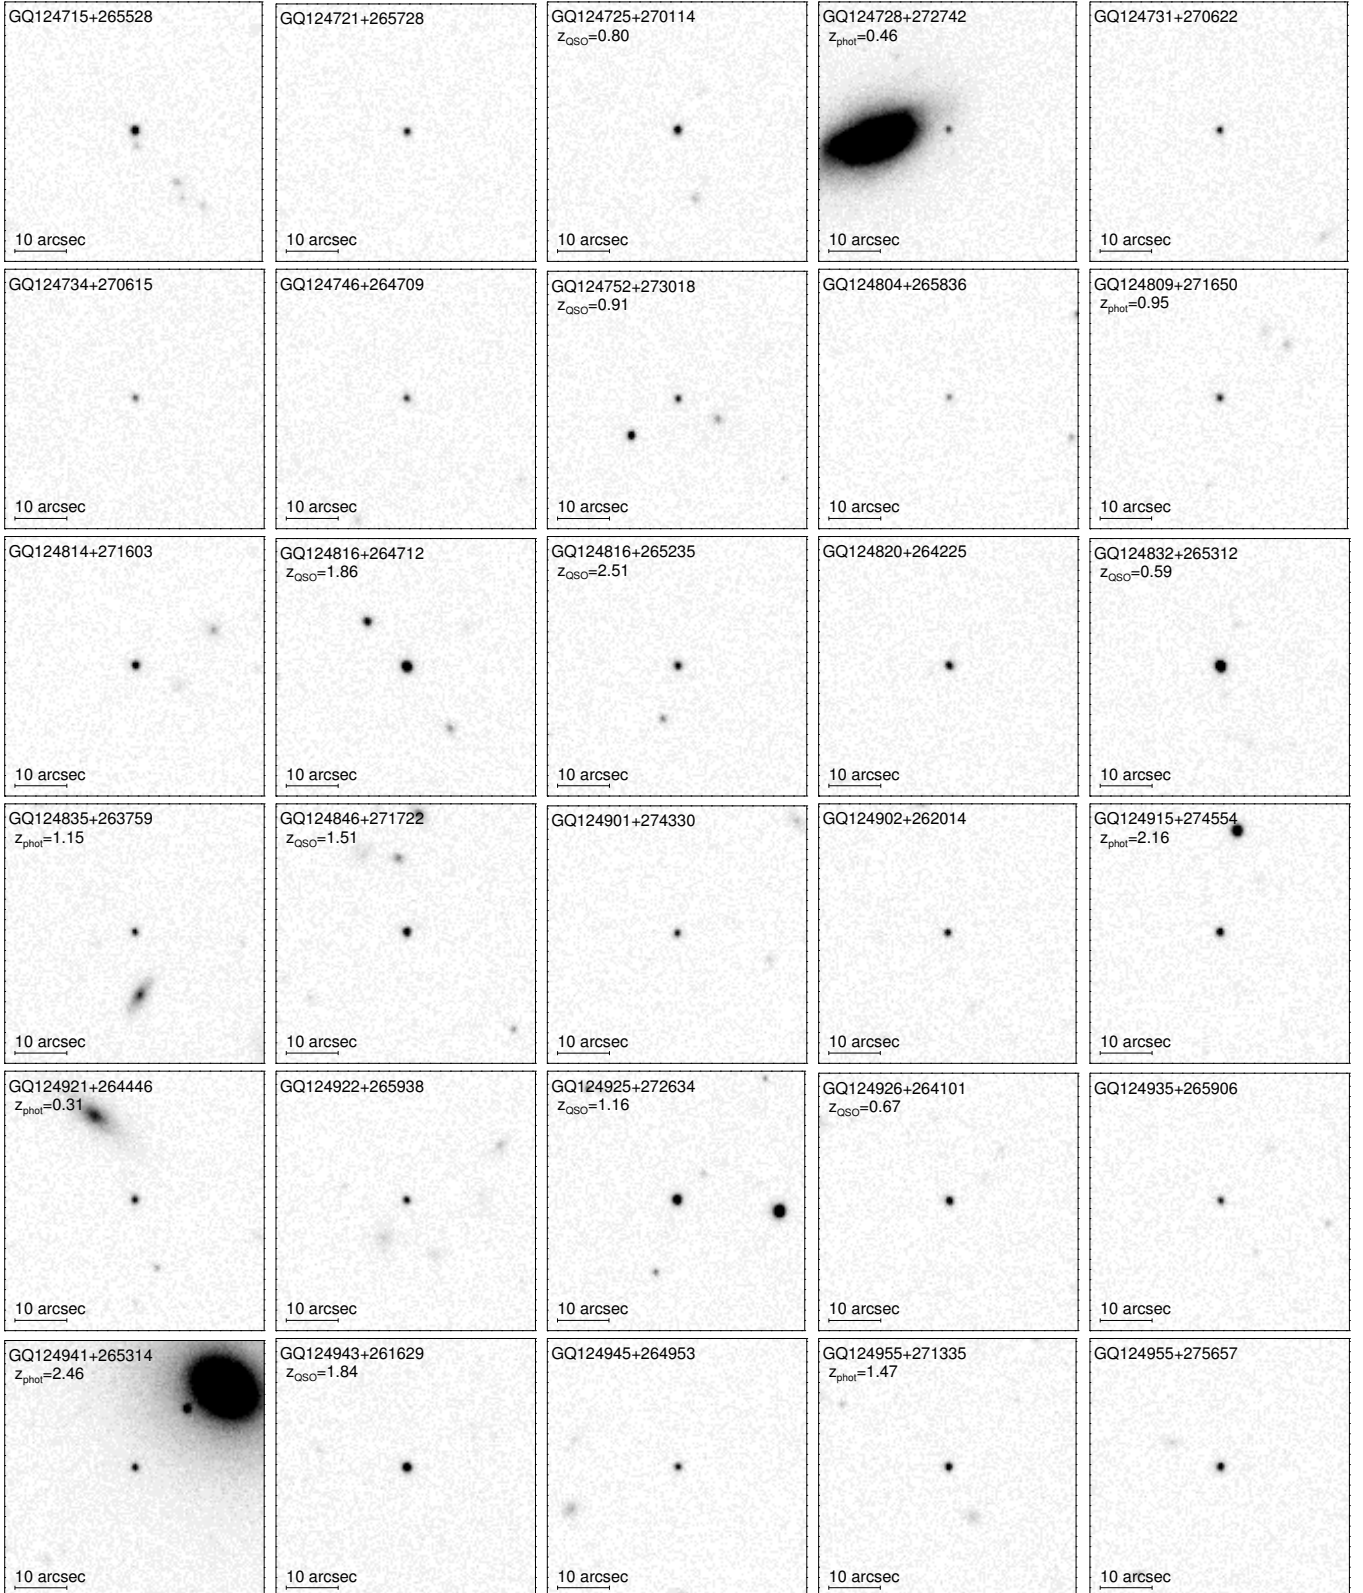 GQ124715+265528
10 arcsec
GQ124721+265728
10 arcsec
GQ124725+270114
zQSO=0.80
10 arcsec
GQ124728+272742
zphot=0.46
10 arcsec
GQ124731+270622
10 arcsec
GQ124734+270615
10 arcsec
GQ124746+264709
10 arcsec
GQ124752+273018
zQSO=0.91
10 arcsec
GQ124804+265836
10 arcsec
GQ124809+271650
zphot=0.95
10 arcsec
GQ124814+271603
10 arcsec
GQ124816+264712
zQSO=1.86
10 arcsec
GQ124816+265235
zQSO=2.51
10 arcsec
GQ124820+264225
10 arcsec
GQ124832+265312
zQSO=0.59
10 arcsec
GQ124835+263759
zphot=1.15
10 arcsec
GQ124846+271722
zQSO=1.51
10 arcsec
GQ124901+274330
10 arcsec
GQ124902+262014
10 arcsec
GQ124915+274554
zphot=2.16
10 arcsec
GQ124921+264446
zphot=0.31
10 arcsec
GQ124922+265938
10 arcsec
GQ124925+272634
zQSO=1.16
10 arcsec
GQ124926+264101
zQSO=0.67
10 arcsec
GQ124935+265906
10 arcsec
GQ124941+265314
zphot=2.46
10 arcsec
GQ124943+261629
zQSO=1.84
10 arcsec
GQ124945+264953
10 arcsec
GQ124955+271335
zphot=1.47
10 arcsec
GQ124955+275657
10 arcsec